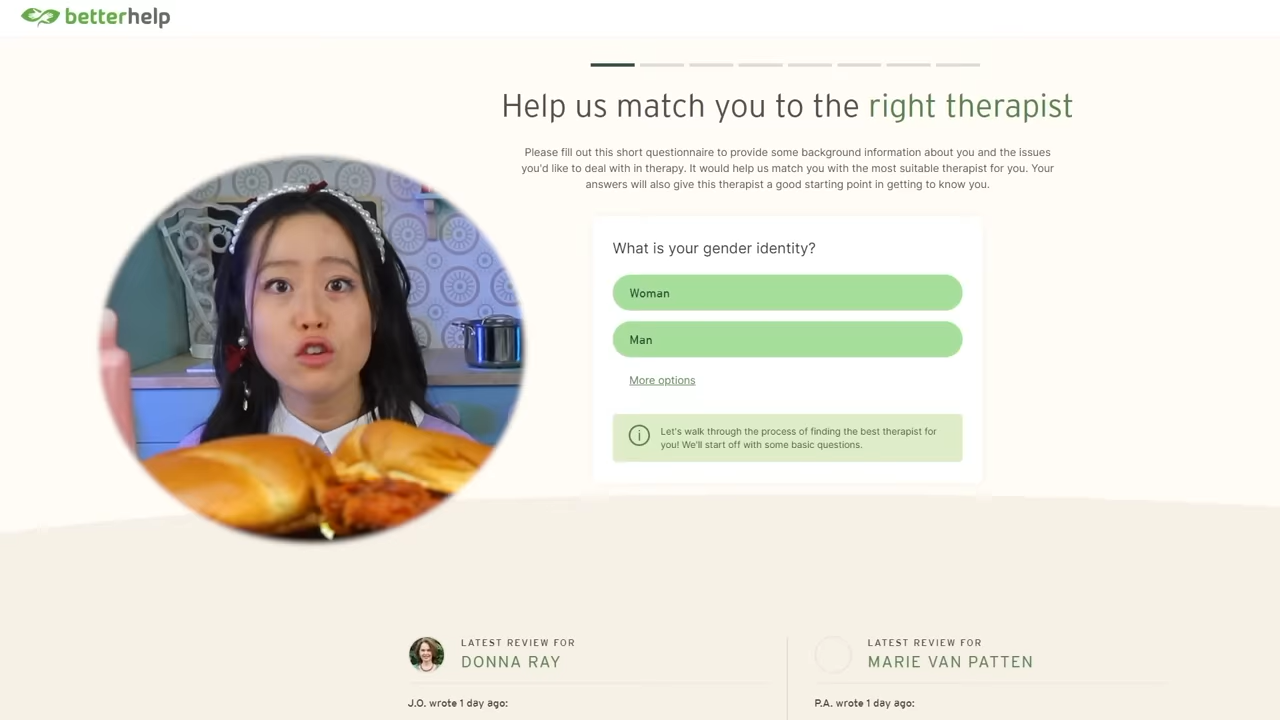 betterhelp
Help us match you to the right therapist
Please fill out this short questionnaire to provide some background information about you and the issues
you'd like to deal with in therapy. It would help us match you with the most suitable therapist for you. Your
answers will also give this therapist a good starting point in getting to know you.
What is your gender identity?
Woman
Man
More options
Let's walk through the process of finding the best therapist for
you! We'll start off with some basic questions.
LATEST REVIEW FOR
DONNA RAY
J.O. wrote 1 day ago:
LATEST REVIEW FOR
MARIE VAN PATTEN
P.A. wrote 1 day ago: